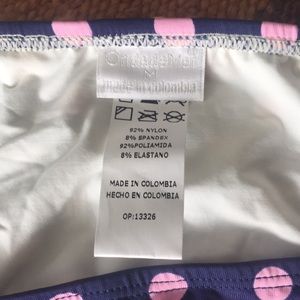 OndadeMar
M
made in colombia
92% NYLON
8% SPANDEX
92%POLIAMIDA
8% ELASTANO
MADE IN COLOMBIA
HECHO EN COLOMBIA
OP:13326